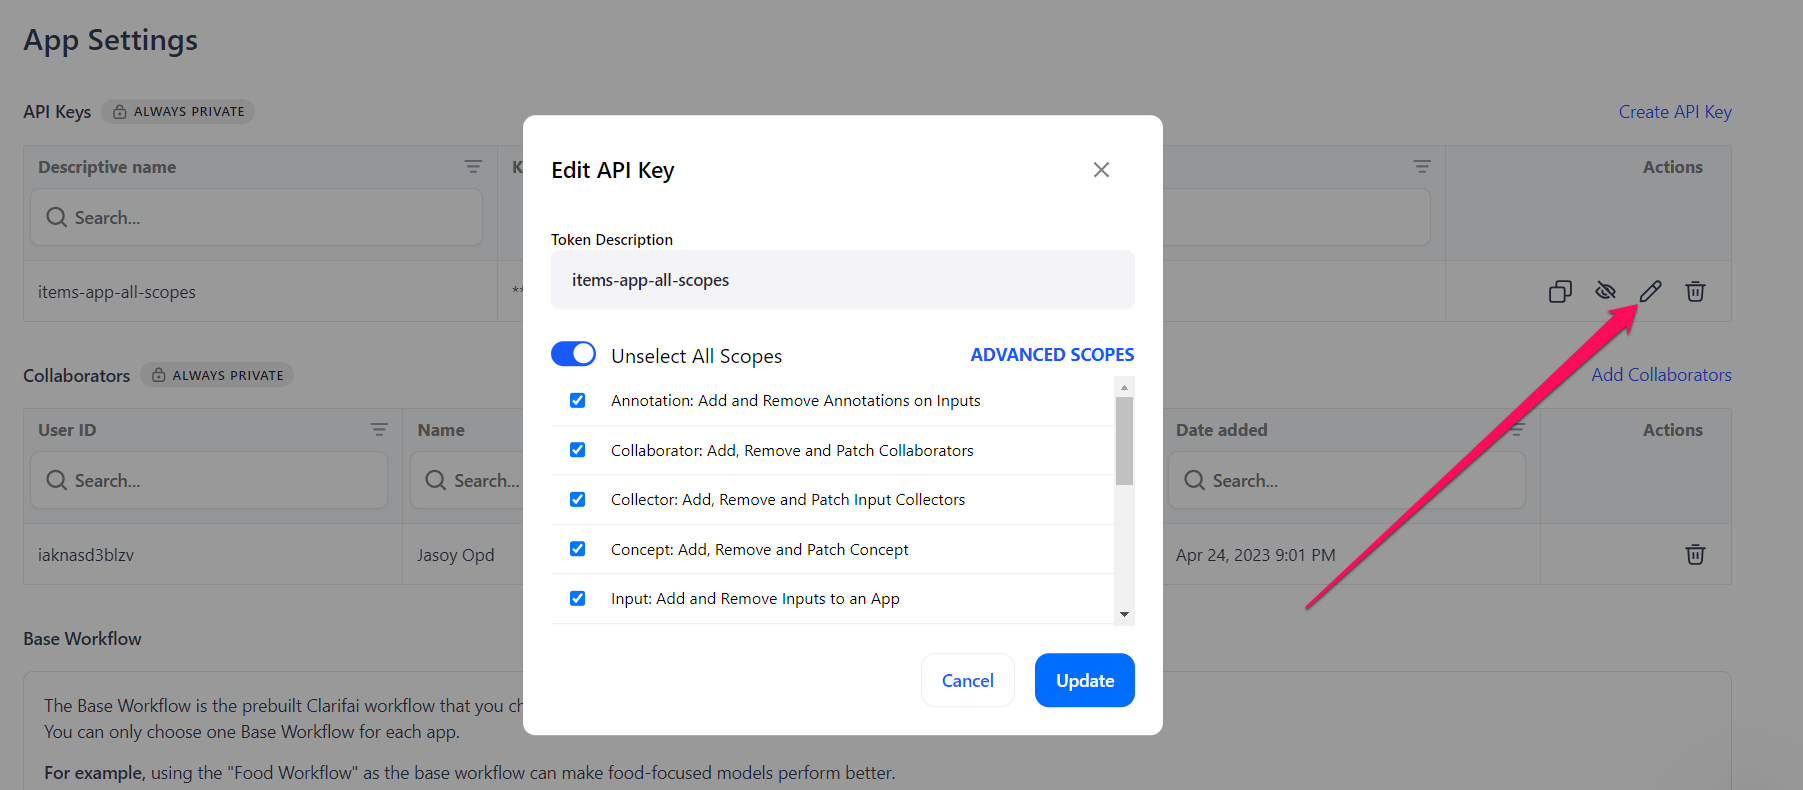 App Settings
API Keys ALWAYS PRIVATE Create API Key
Descriptive name K Actions
Search...
items-app-all-scopes **
Edit API Key
Token Description
items-app-all-scopes
Unselect All Scopes ADVANCED SCOPES
Annotation: Add and Remove Annotations on Inputs
Collaborator: Add, Remove and Patch Collaborators
Collector: Add, Remove and Patch Input Collectors
Concept: Add, Remove and Patch Concept
Input: Add and Remove Inputs to an App
Cancel Update
Collaborators ALWAYS PRIVATE Add Collaborators
User ID Name Date added Actions
Search... Search... Search...
iaknasd3blzv Jasoy Opd Apr 24, 2023 9:01 PM
Base Workflow
The Base Workflow is the prebuilt Clarifai workflow that you ch
You can only choose one Base Workflow for each app.
For example, using the "Food Workflow" as the base workflow can make food-focused models perform better.